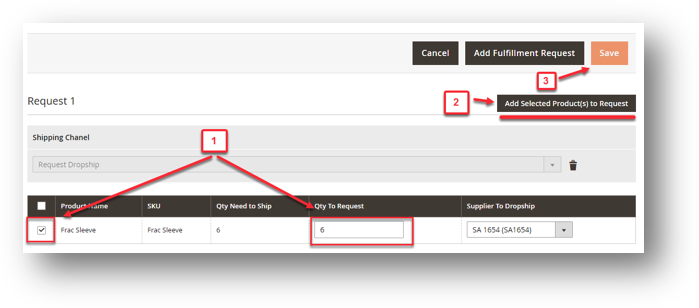 Cancel Add Fulfillment Request Save
3
Request 1
2 Add Selected Product(s) to Request
Shipping Chanel
1
Request Dropship
Product Name SKU Qty Need to Ship Qty To Request Supplier To Dropship
Frac Sleeve Frac Sleeve 6 6 SA 1654 (SA1654)